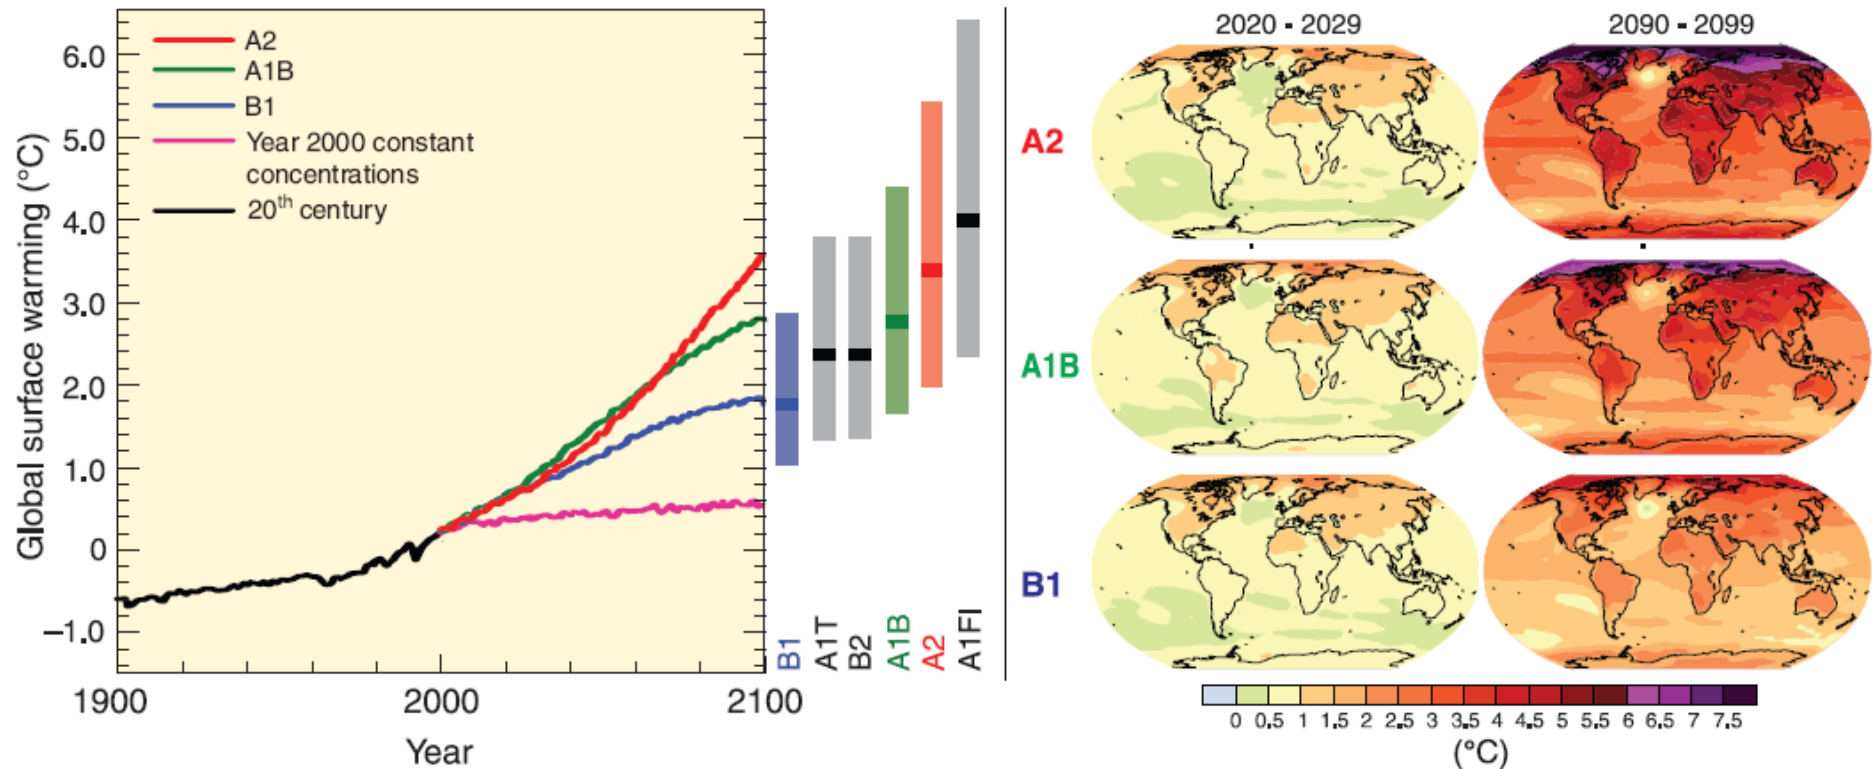 A2
A1B
B1
Year 2000 constant
concentrations
20th century
Global surface warming (°C)
6.0
5.0
4.0
3.0
2.0
1.0
0
–1.0
1900
2000
2100
Year
B1
A1T
B2
A1B
A2
A1FI
2020 - 2029
2090 - 2099
A2
A1B
B1
0 0.5 1 1.5 2 2.5 3 3.5 4 4.5 5 5.5 6 6.5 7 7.5
(°C)